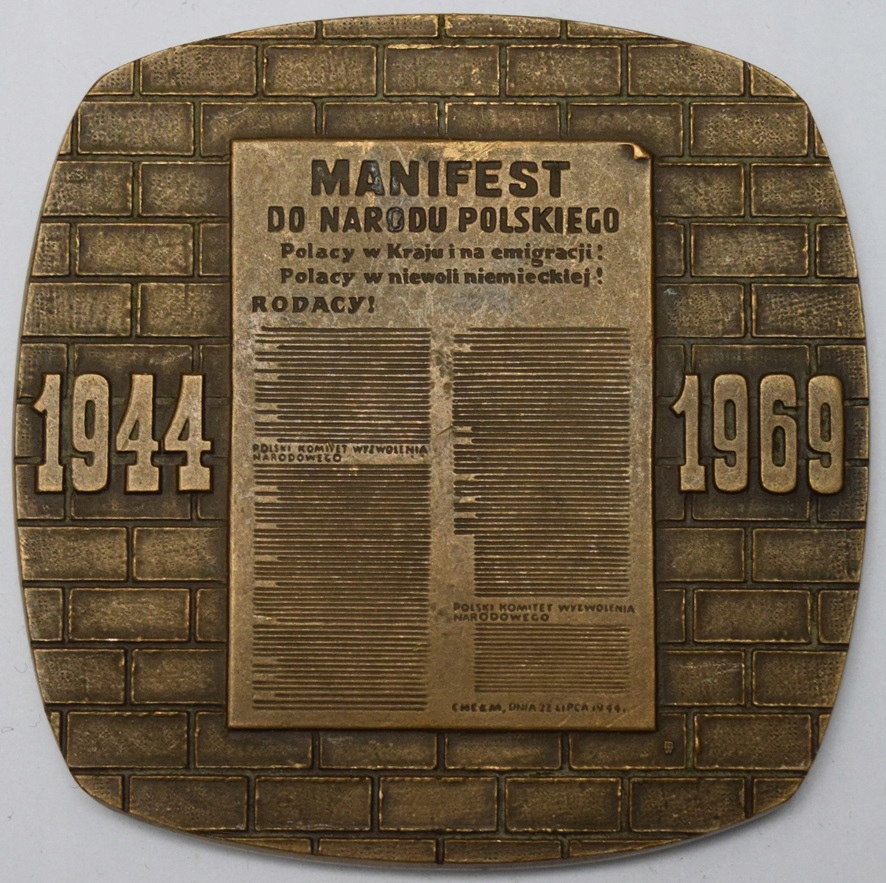 MANIFEST
DO NARODU POLSKIEGO
Polacy w Kraju i na emigracji!
Polacy w niewoli niemieckiej!
RODACY!
1944
1969
POLSKI KOMITET WYZWOLENIA
NARODOWEGO
POLSKI KOMITET WYZWOLENIA
NARODOWEGO
CHEŁM, DNIA 22 LIPCA 1944.